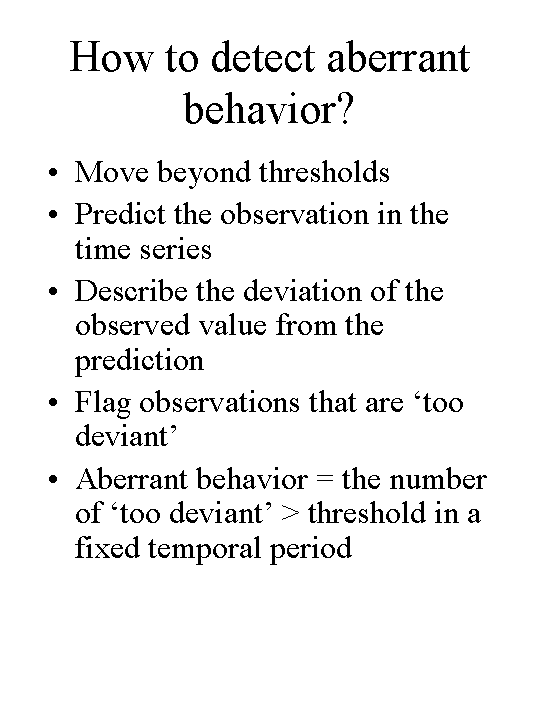 How to detect aberrant
behavior?
• Move beyond thresholds
• Predict the observation in the
time series
• Describe the deviation of the
observed value from the
prediction
• Flag observations that are ‘too
deviant’
• Aberrant behavior = the number
of ‘too deviant’ > threshold in a
fixed temporal period